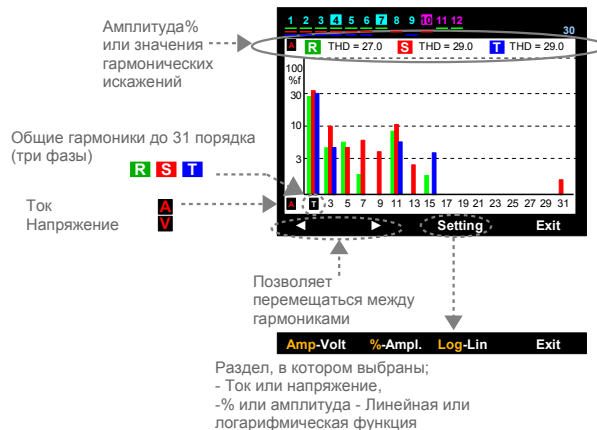 Амплитуда%
или значения
гармонических
искажений
1 2 3 4 5 6 7 8 9 10 11 12
30
A R THD = 27.0 S THD = 29.0 T THD = 29.0
100
%f
30
10
3
A T 3 5 7 9 11 13 15 17 19 21 23 25 27 29 31
◄ ► Setting Exit
Общие гармоники до 31 порядка
(три фазы)
R S T
Ток A
Напряжение V
Позволяет
перемещаться между
гармониками
Amp-Volt %-Ampl. Log-Lin Exit
Раздел, в котором выбраны;
- Ток или напряжение,
-% или амплитуда - Линейная или
логарифмическая функция